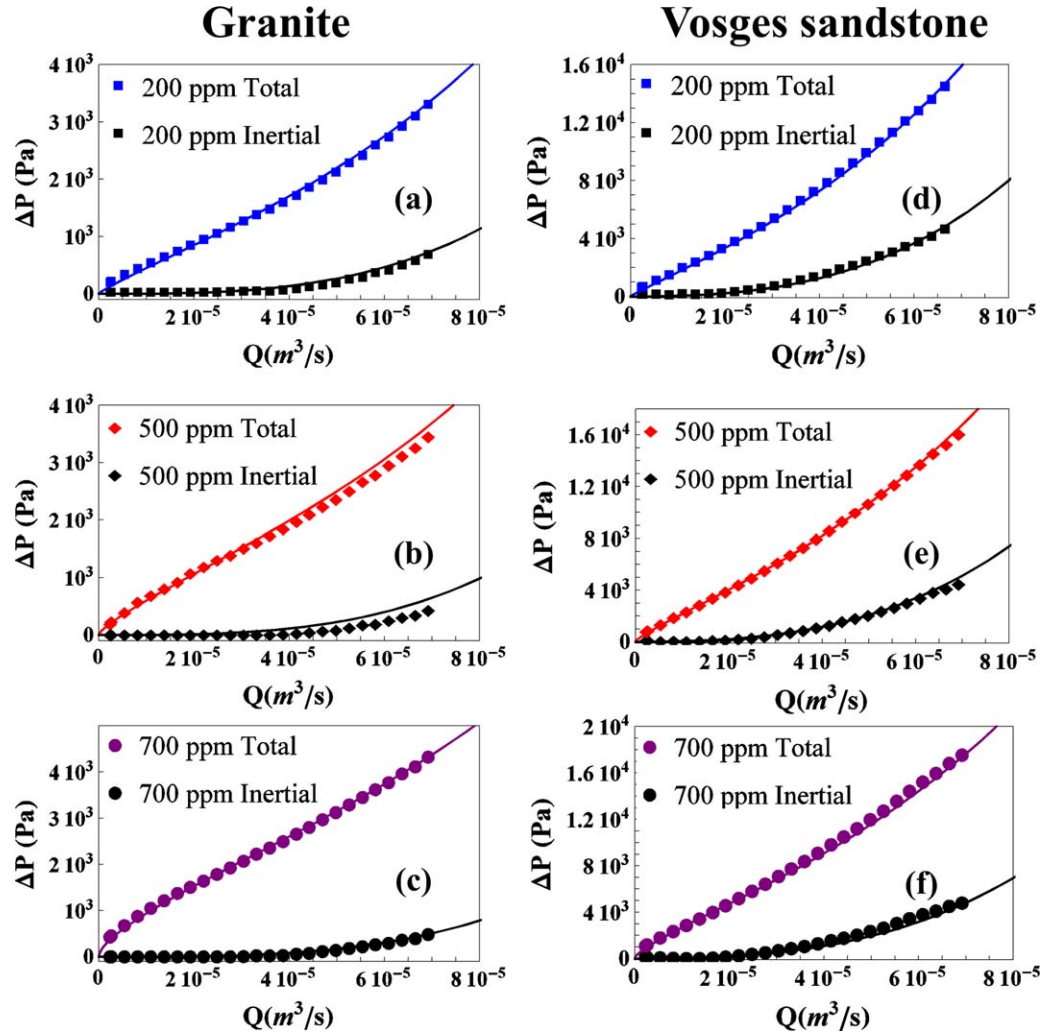 Granite
Vosges sandstone
4 10³
3 10³
2 10³
1 10³
0
ΔP (Pa)
200 ppm Total
200 ppm Inertial
(a)
0 2 10⁻⁵ 4 10⁻⁵ 6 10⁻⁵ 8 10⁻⁵
Q(m³/s)
1.6 10⁴
1.2 10⁴
8 10³
4 10³
0
ΔP (Pa)
200 ppm Total
200 ppm Inertial
(d)
0 2 10⁻⁵ 4 10⁻⁵ 6 10⁻⁵ 8 10⁻⁵
Q(m³/s)
4 10³
3 10³
2 10³
1 10³
0
ΔP (Pa)
500 ppm Total
500 ppm Inertial
(b)
0 2 10⁻⁵ 4 10⁻⁵ 6 10⁻⁵ 8 10⁻⁵
Q(m³/s)
1.6 10⁴
1.2 10⁴
8 10³
4 10³
0
ΔP (Pa)
500 ppm Total
500 ppm Inertial
(e)
0 2 10⁻⁵ 4 10⁻⁵ 6 10⁻⁵ 8 10⁻⁵
Q(m³/s)
4 10³
3 10³
2 10³
1 10³
0
ΔP (Pa)
700 ppm Total
700 ppm Inertial
(c)
0 2 10⁻⁵ 4 10⁻⁵ 6 10⁻⁵ 8 10⁻⁵
Q(m³/s)
2 10⁴
1.6 10⁴
1.2 10⁴
8 10³
4 10³
0
ΔP (Pa)
700 ppm Total
700 ppm Inertial
(f)
0 2 10⁻⁵ 4 10⁻⁵ 6 10⁻⁵ 8 10⁻⁵
Q(m³/s)